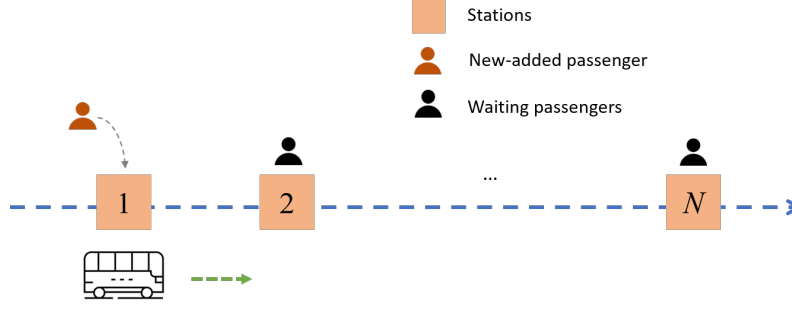 Stations
New-added passenger
Waiting passengers
...
1
2
N